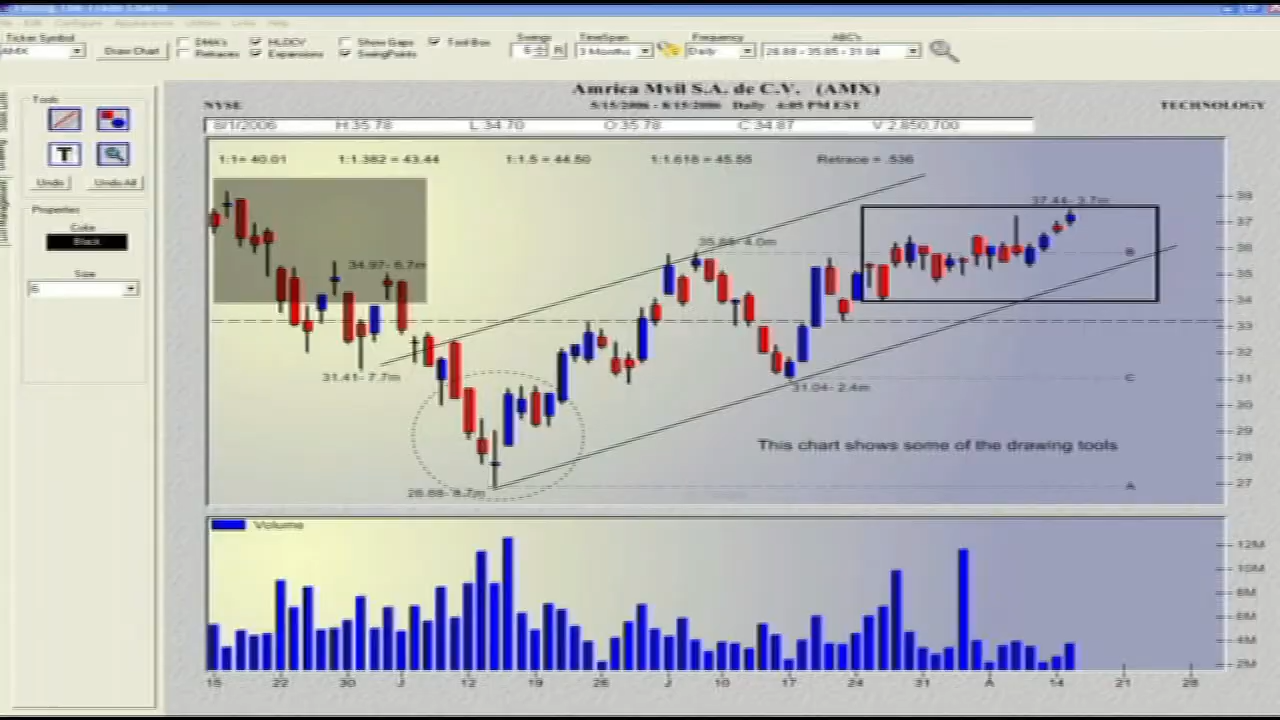 Ticker Symbol
AMX
Draw Chart
DMA's
Retraces
HLOCV
Expansions
Show Gaps
SwingPoints
Tool Box
Swings
R
TimeSpan
3 Months
Frequency
Daily
ABC's
26.88 - 35.85 - 31.04
Tools
T
Undo
Undo All
Properties
Color
Black
Size
6
Amrica Mvil S.A. de C.V. (AMX)
NYSE
5/15/2006 - 8/15/2006 Daily 4:05 PM EST
TECHNOLOGY
8/1/2006 H:35.78 L:34.70 O:35.78 C:34.87 V:2,850,700
1:1= 40.01 1:1.382 = 43.44 1:1.5 = 44.50 1:1.618 = 45.55 Retrace = .536
37.44- 3.7m
35.85- 4.0m
34.97- 6.7m
31.41- 7.7m
31.04- 2.4m
26.88- 8.7m
B
C
A
This chart shows some of the drawing tools
38
37
36
35
34
33
32
31
30
29
28
27
Volume
12M
10M
8M
6M
4M
2M
15 22 30 J 12 19 26 J 10 17 24 31 A 14 21 28